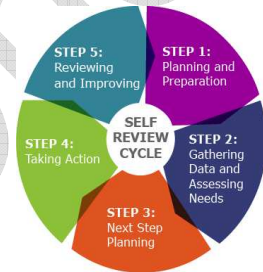 STEP 1:
Planning and
Preparation
STEP 2:
Gathering
Data and
Assessing
Needs
STEP 3:
Next Step
Planning
STEP 4:
Taking Action
STEP 5:
Reviewing
and Improving
SELF
REVIEW
CYCLE